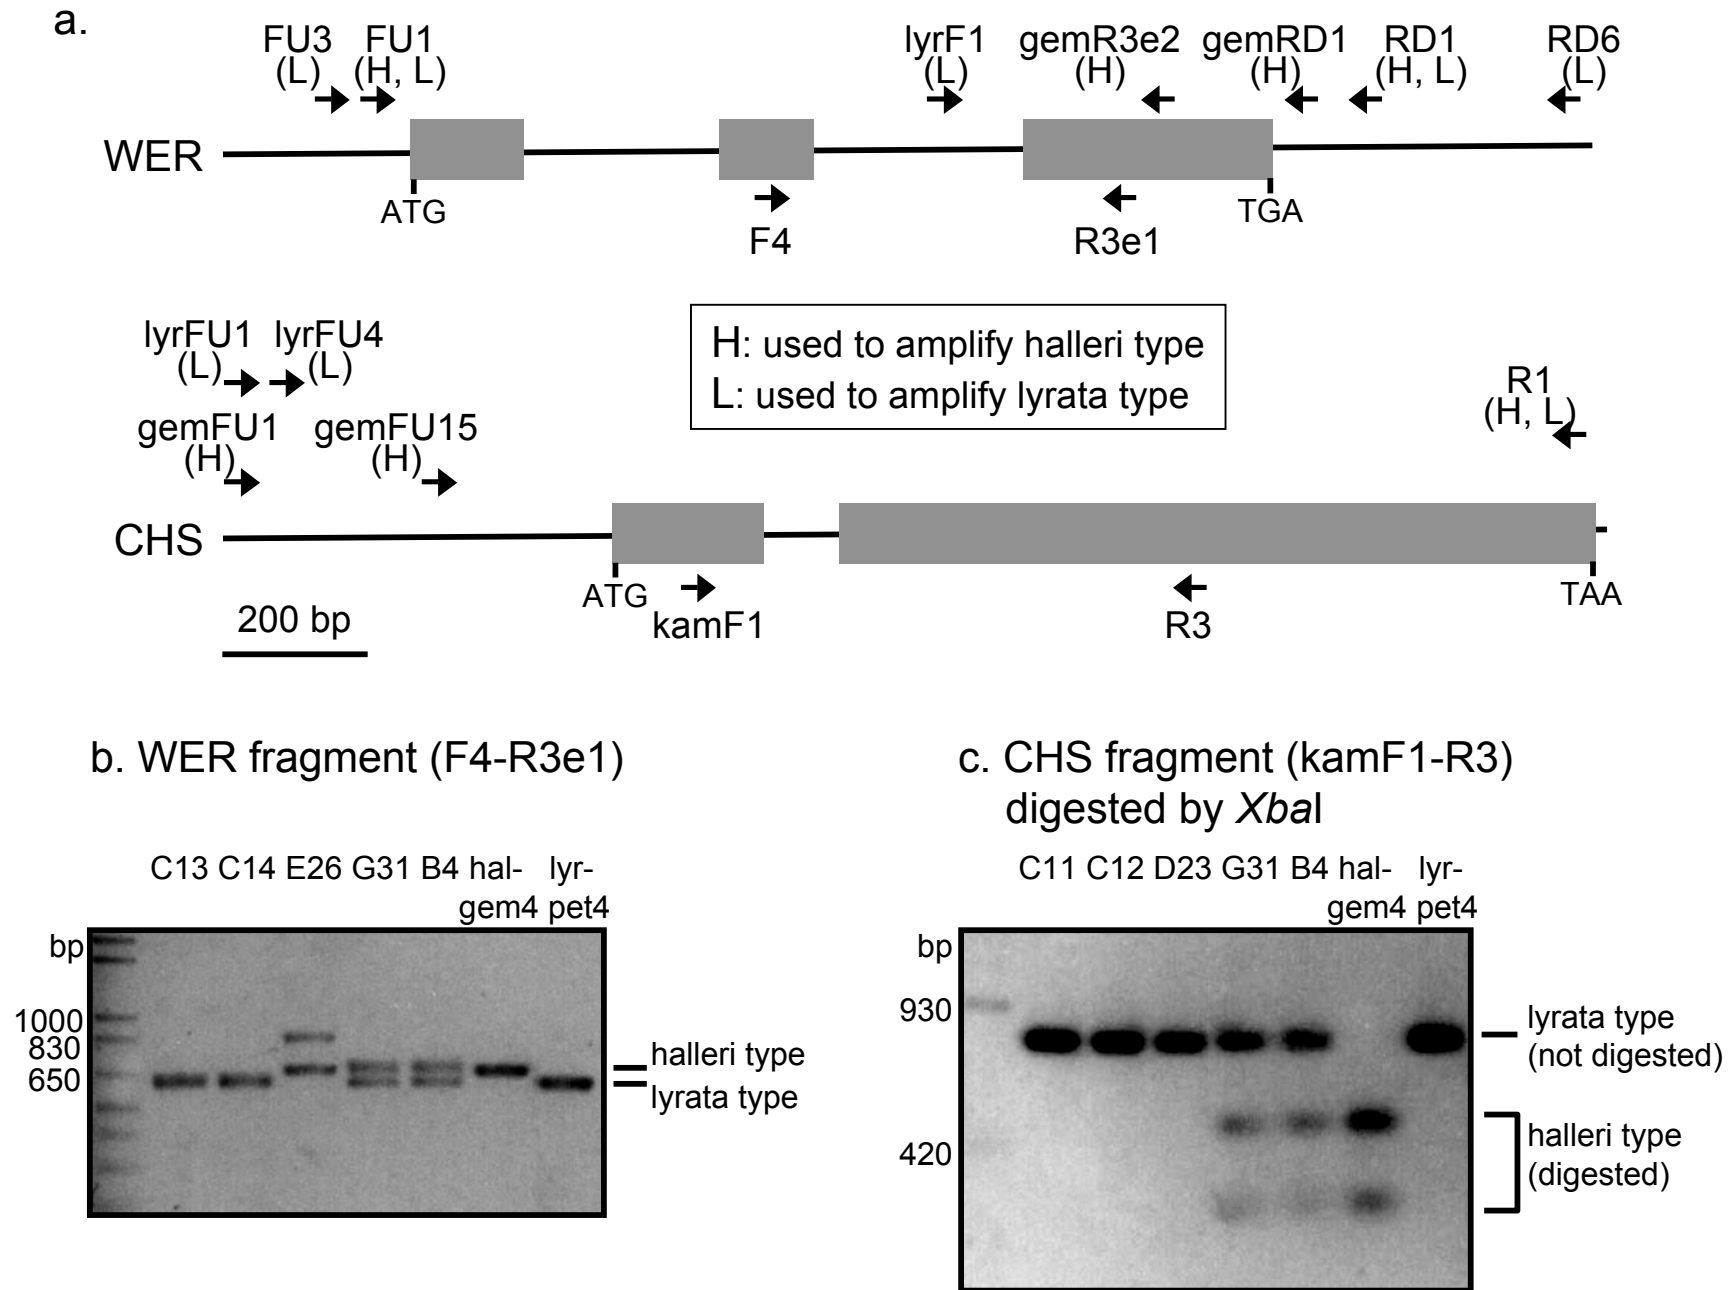 a.
FU3 FU1 lyrF1 gemR3e2 gemRD1 RD1 RD6
(L) (H, L) (L) (H) (H) (H, L) (L)
WER
ATG TGA
F4 R3e1
lyrFU1 lyrFU4
(L) (L)
H: used to amplify halleri type
L: used to amplify lyrata type
R1
(H, L)
gemFU1 gemFU15
(H) (H)
CHS
ATG TAA
kamF1 R3
200 bp
b. WER fragment (F4-R3e1)
C13 C14 E26 G31 B4 hal- lyr-
gem4 pet4
bp
1000
830
650
halleri type
lyrata type
c. CHS fragment (kamF1-R3)
digested by XbaI
C11 C12 D23 G31 B4 hal- lyr-
gem4 pet4
bp
930
420
lyrata type
(not digested)
halleri type
(digested)